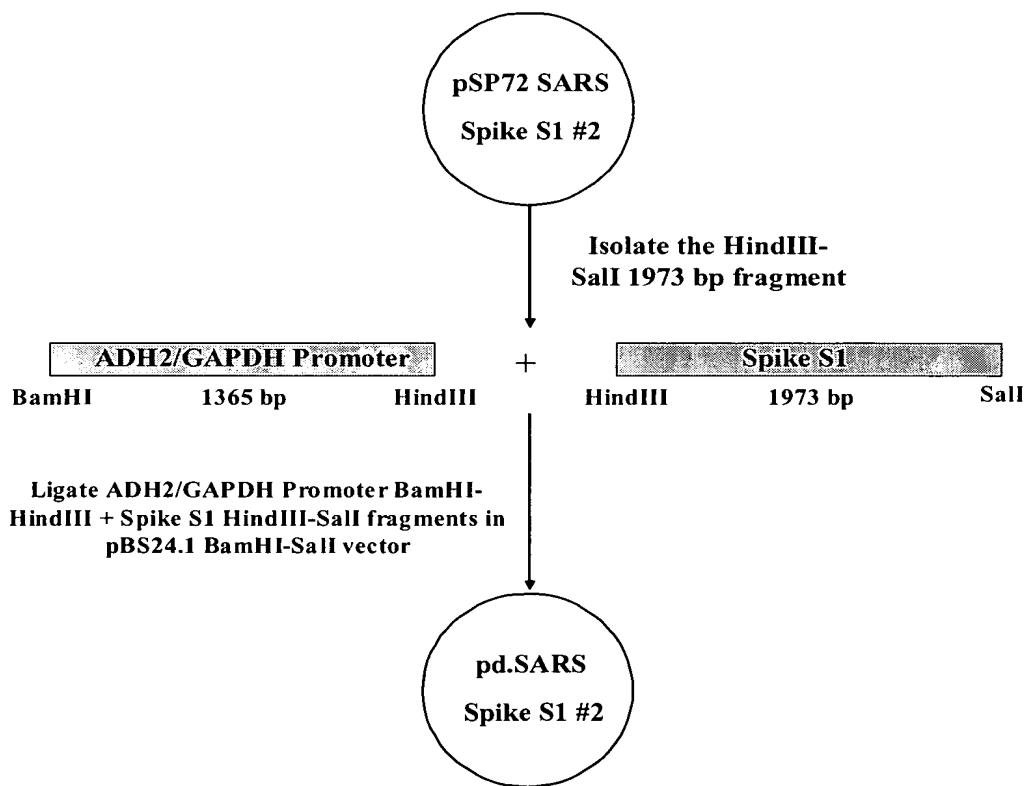 pSP72 SARS
Spike S1 #2
Isolate the HindIII-
SalI 1973 bp fragment
ADH2/GAPDH Promoter + Spike S1
BamHI 1365 bp HindIII HindIII 1973 bp SalI
Ligate ADH2/GAPDH Promoter BamHI-
HindIII + Spike S1 HindIII-SalI fragments in
pBS24.1 BamHI-SalI vector
pd.SARS
Spike S1 #2